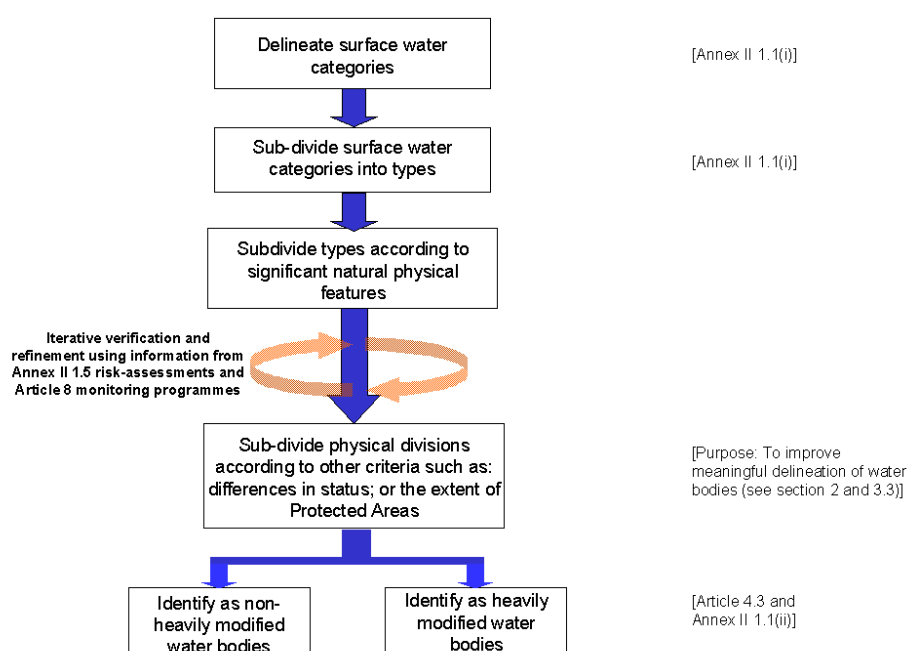 Delineate surface water
categories
[Annex II 1.1(i)]
Sub-divide surface water
categories into types
[Annex II 1.1(i)]
Subdivide types according to
significant natural physical
features
Iterative verification and
refinement using information from
Annex II 1.5 risk-assessments and
Article 8 monitoring programmes
Sub-divide physical divisions
according to other criteria such as:
differences in status; or the extent of
Protected Areas
[Purpose: To improve
meaningful delineation of water
bodies (see section 2 and 3.3)]
Identify as non-
heavily modified
water bodies
Identify as heavily
modified water
bodies
[Article 4.3 and
Annex II 1.1(ii)]